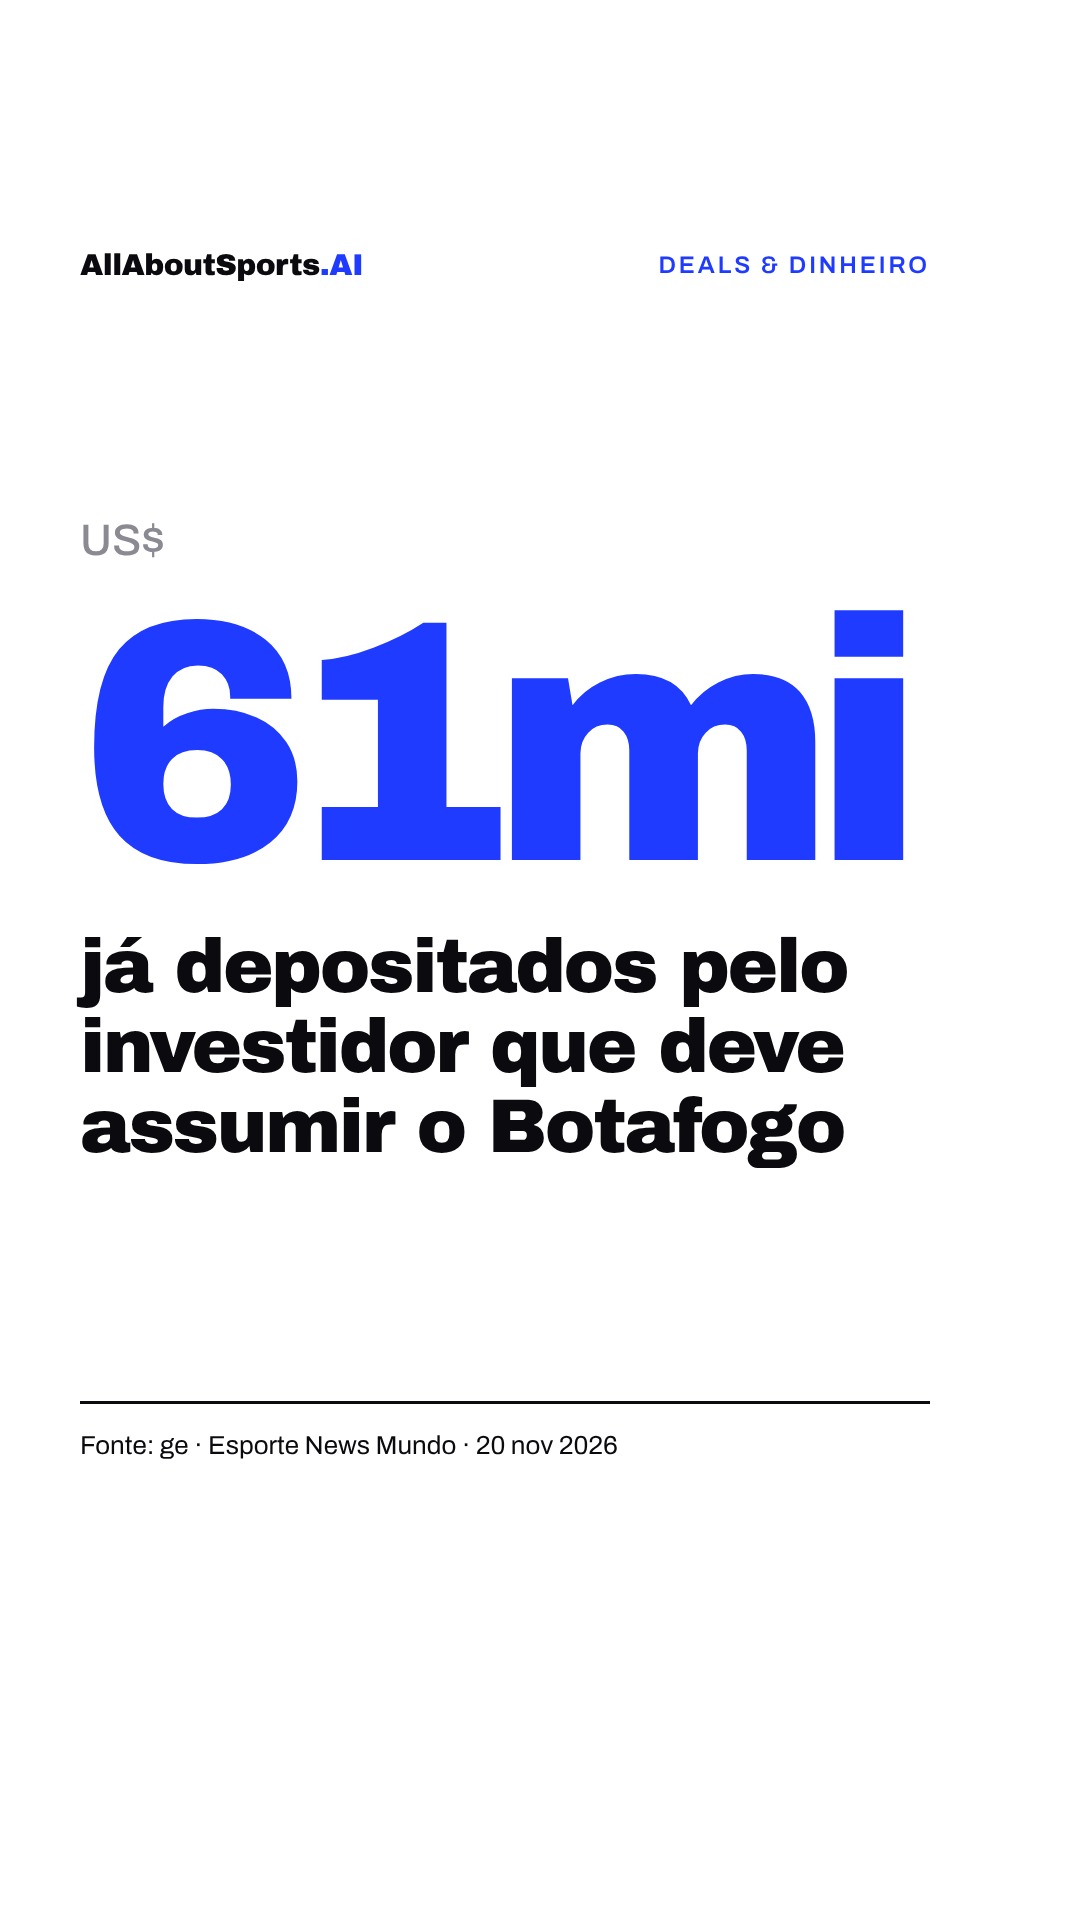 AllAboutSports.AI
DEALS & DINHEIRO
US$
61mi
já depositados pelo
investidor que deve
assumir o Botafogo
Fonte: ge · Esporte News Mundo · 20 nov 2026